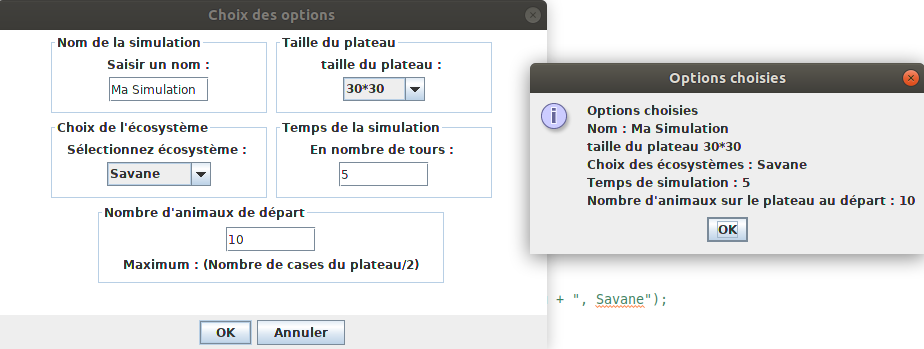 Choix des options
Nom de la simulation
Saisir un nom :
Ma Simulation
Taille du plateau
taille du plateau :
30*30
Choix de l'écosystème
Sélectionnez écosystème :
Savane
Temps de la simulation
En nombre de tours :
5
Nombre d'animaux de départ
10
Maximum : (Nombre de cases du plateau/2)
OK
Annuler
Options choisies
Options choisies
Nom : Ma Simulation
taille du plateau 30*30
Choix des écosystèmes : Savane
Temps de simulation : 5
Nombre d'animaux sur le plateau au départ : 10
OK
+ ", Savane");